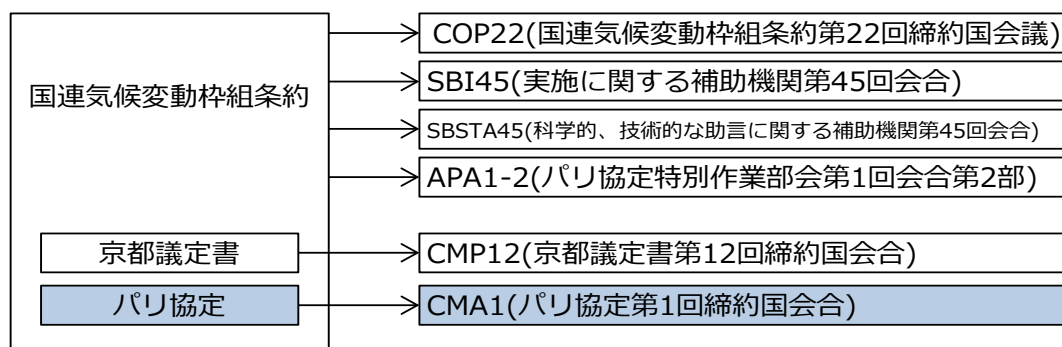 国連気候変動枠組条約
COP22(国連気候変動枠組条約第22回締約国会議)
SBI45(実施に関する補助機関第45回会合)
SBSTA45(科学的、技術的な助言に関する補助機関第45回会合)
APA1-2(パリ協定特別作業部会第1回会合第2部)
京都議定書
CMP12(京都議定書第12回締約国会合)
パリ協定
CMA1(パリ協定第1回締約国会合)